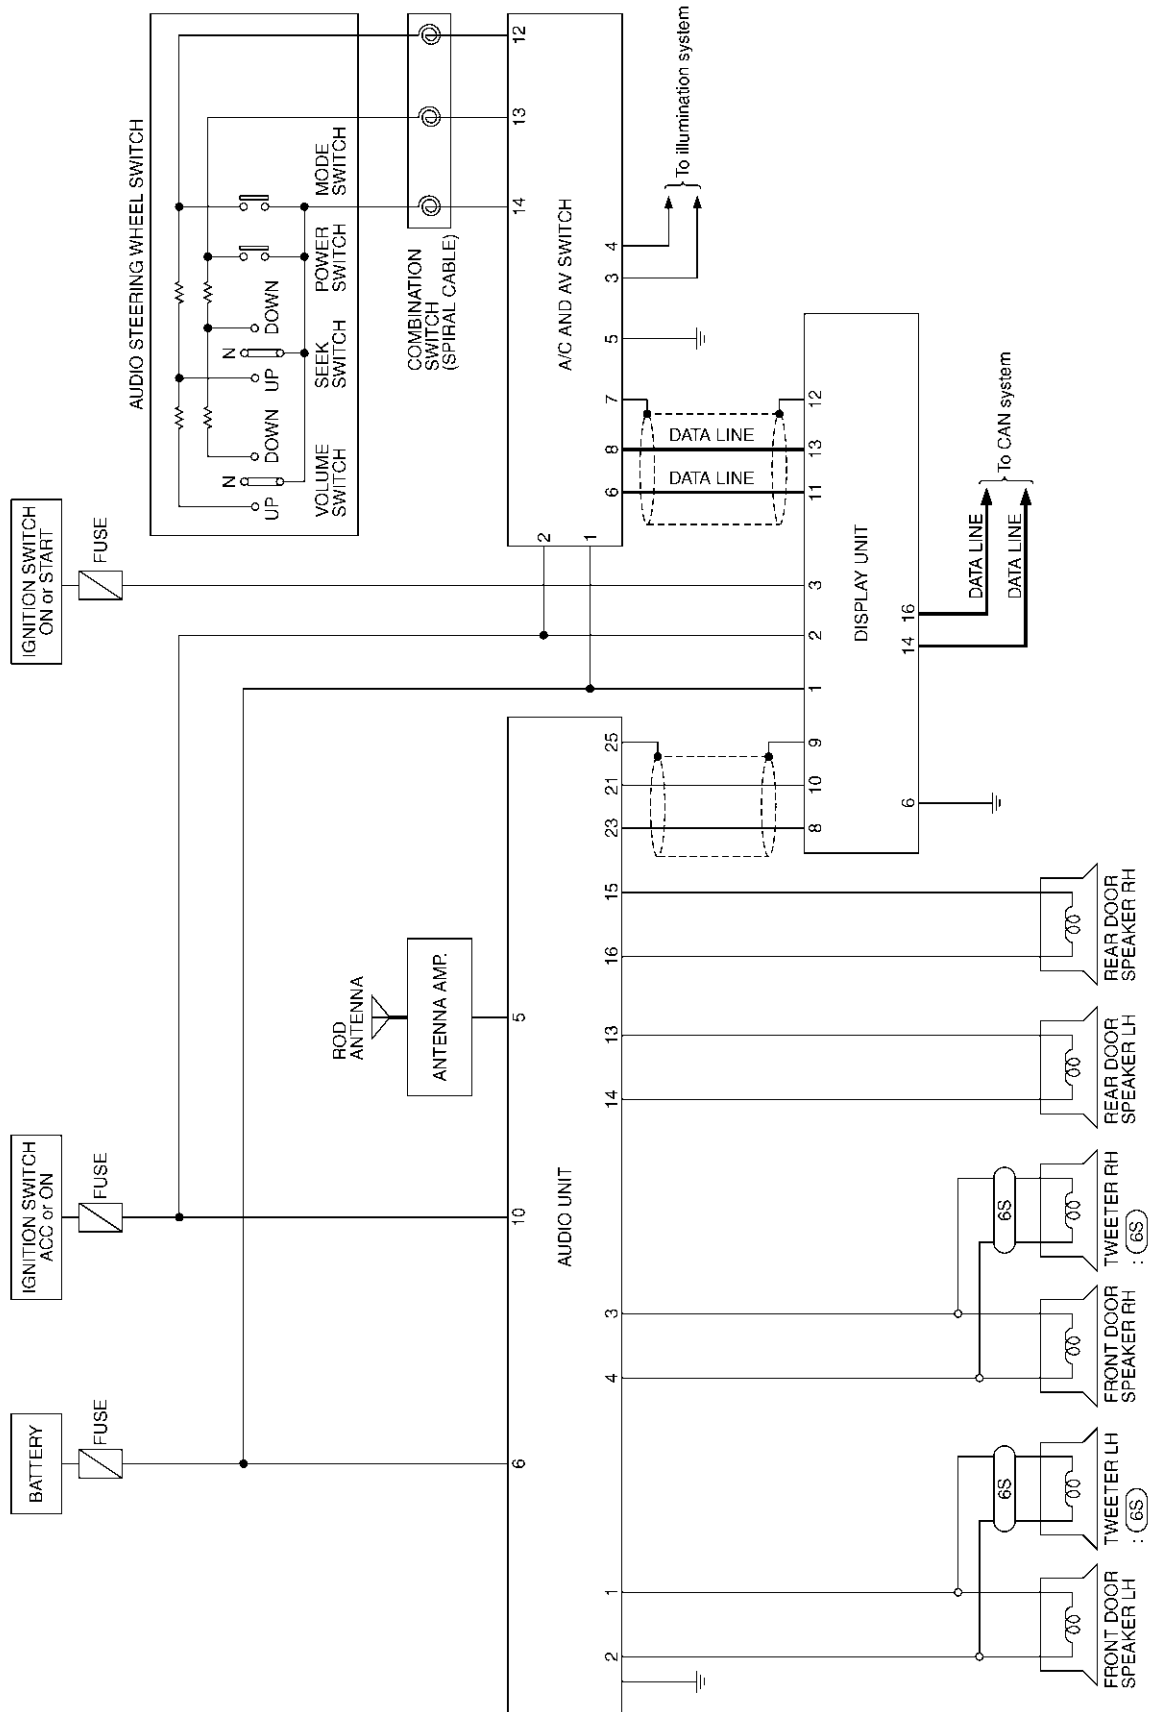 BATTERY
FUSE
IGNITION SWITCH
ACC or ON
FUSE
IGNITION SWITCH
ON or START
FUSE
AUDIO STEERING WHEEL SWITCH
UP
N
DOWN
UP
N
DOWN
VOLUME
SWITCH
SEEK
SWITCH
POWER
SWITCH
MODE
SWITCH
ROD
ANTENNA
ANTENNA AMP.
COMBINATION
SWITCH
(SPIRAL CABLE)
6
10
5
2
1
14
13
12
AUDIO UNIT
A/C AND AV SWITCH
2
1
4
3
14
13
16
15
23
21
25
6
8
7
5
3
4
DATA LINE
DATA LINE
To illumination system
8
10
9
1
2
3
11
13
12
DISPLAY UNIT
6
14
16
DATA LINE
DATA LINE
To CAN system
6S
6S
FRONT DOOR
SPEAKER LH
TWEETER LH
: 6S
FRONT DOOR
SPEAKER RH
TWEETER RH
: 6S
REAR DOOR
SPEAKER LH
REAR DOOR
SPEAKER RH